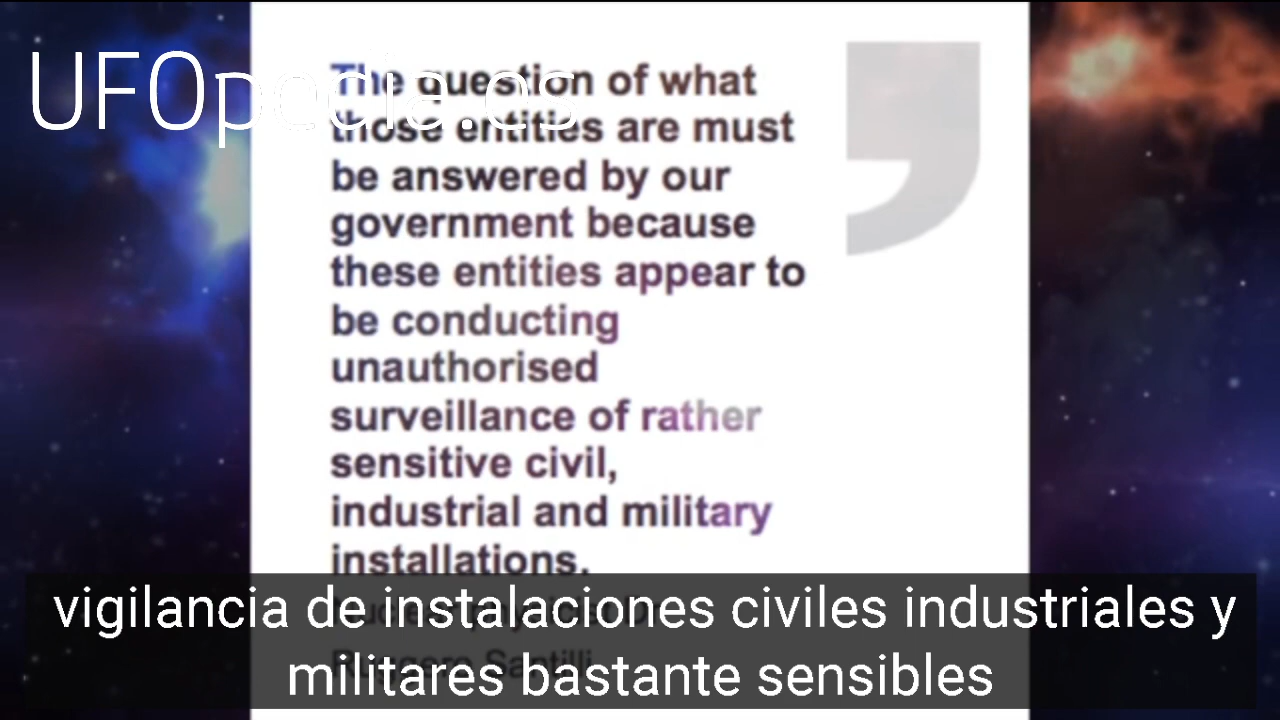 UFOpedia.es
The question of what
those entities are must
be answered by our
government because
these entities appear to
be conducting
unauthorised
surveillance of rather
sensitive civil,
industrial and military
installations.
Ruggero Santilli
vigilancia de instalaciones civiles industriales y
militares bastante sensibles